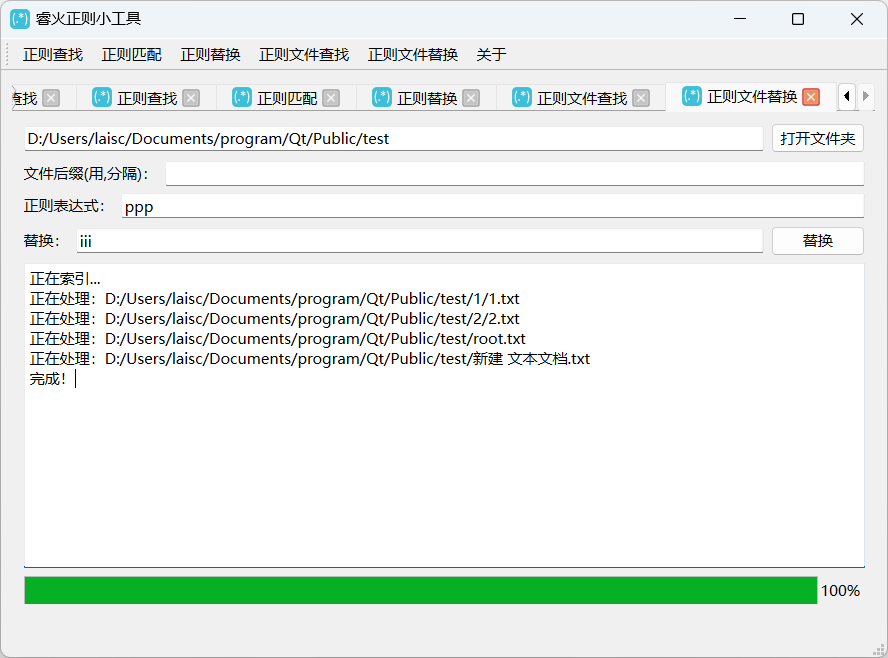 (.*) 睿火正则小工具
正则查找 正则匹配 正则替换 正则文件查找 正则文件替换 关于
查找 (.*) 正则查找 (.*) 正则匹配 (.*) 正则替换 (.*) 正则文件查找 (.*) 正则文件替换
D:/Users/laisc/Documents/program/Qt/Public/test 打开文件夹
文件后缀(用,分隔)：
正则表达式： ppp
替换： iii 替换
正在索引...
正在处理：D:/Users/laisc/Documents/program/Qt/Public/test/1/1.txt
正在处理：D:/Users/laisc/Documents/program/Qt/Public/test/2/2.txt
正在处理：D:/Users/laisc/Documents/program/Qt/Public/test/root.txt
正在处理：D:/Users/laisc/Documents/program/Qt/Public/test/新建 文本文档.txt
完成！
100%